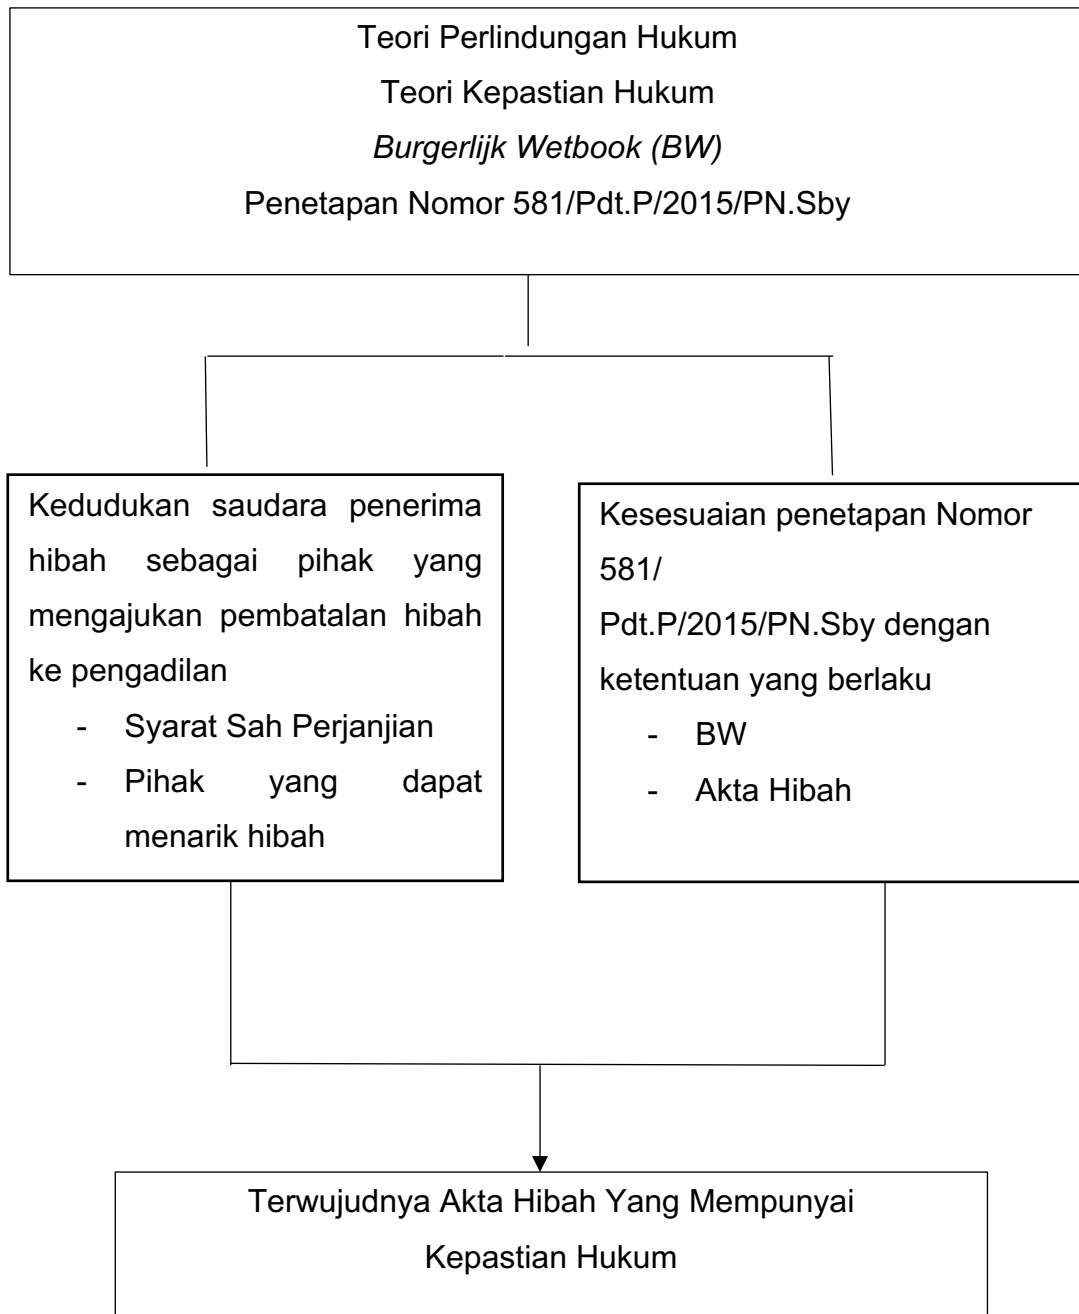 Teori Perlindungan Hukum
Teori Kepastian Hukum
Burgerlijk Wetbook (BW)
Penetapan Nomor 581/Pdt.P/2015/PN.Sby
Kedudukan saudara penerima
hibah sebagai pihak yang
mengajukan pembatalan hibah
ke pengadilan
- Syarat Sah Perjanjian
- Pihak yang dapat
menarik hibah
Kesesuaian penetapan Nomor
581/
Pdt.P/2015/PN.Sby dengan
ketentuan yang berlaku
- BW
- Akta Hibah
Terwujudnya Akta Hibah Yang Mempunyai
Kepastian Hukum